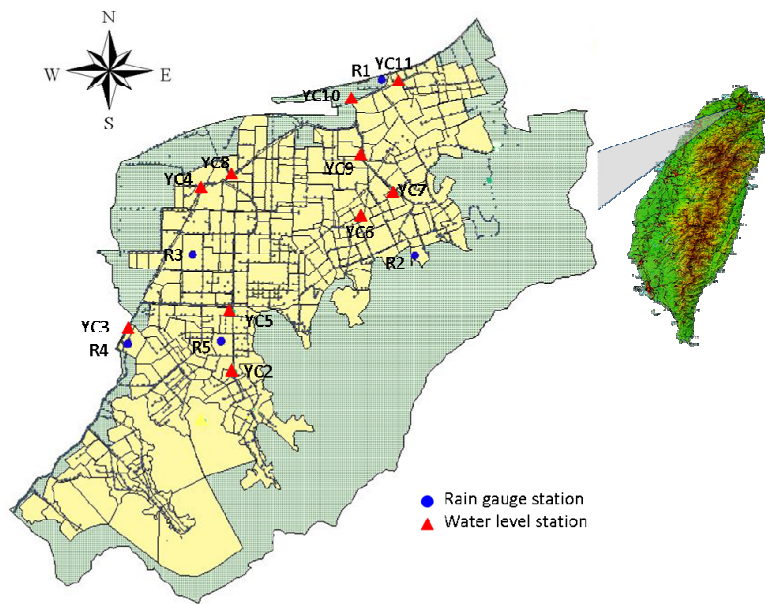 N
W E
S
R1 YC11
YC10
YC8
YC9
YC4
YC7
YC6
R3
R2
YC3
YC5
R4
R5
YC2
Rain gauge station
Water level station